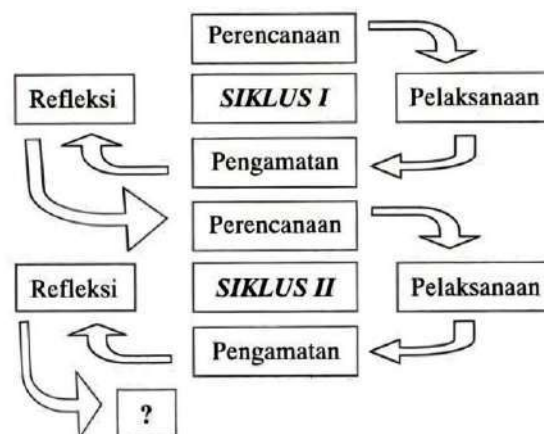 Perencanaan
Refleksi
SIKLUS I
Pelaksanaan
Pengamatan
Perencanaan
Refleksi
SIKLUS II
Pelaksanaan
Pengamatan
?